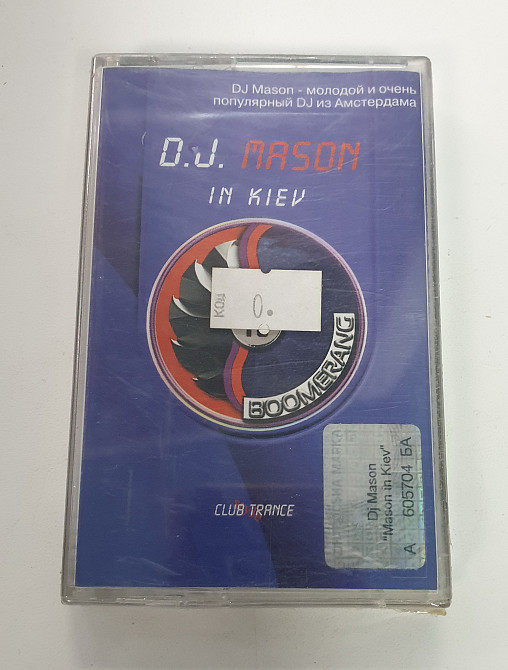 DJ Mason - молодой и очень
популярный DJ из Амстердама
D.J. MASON
IN KIEV
КОД
0.
BOOMERANG
Dj Mason
"Mason in Kiev"
А 605704 БА
CLUB TRANCE